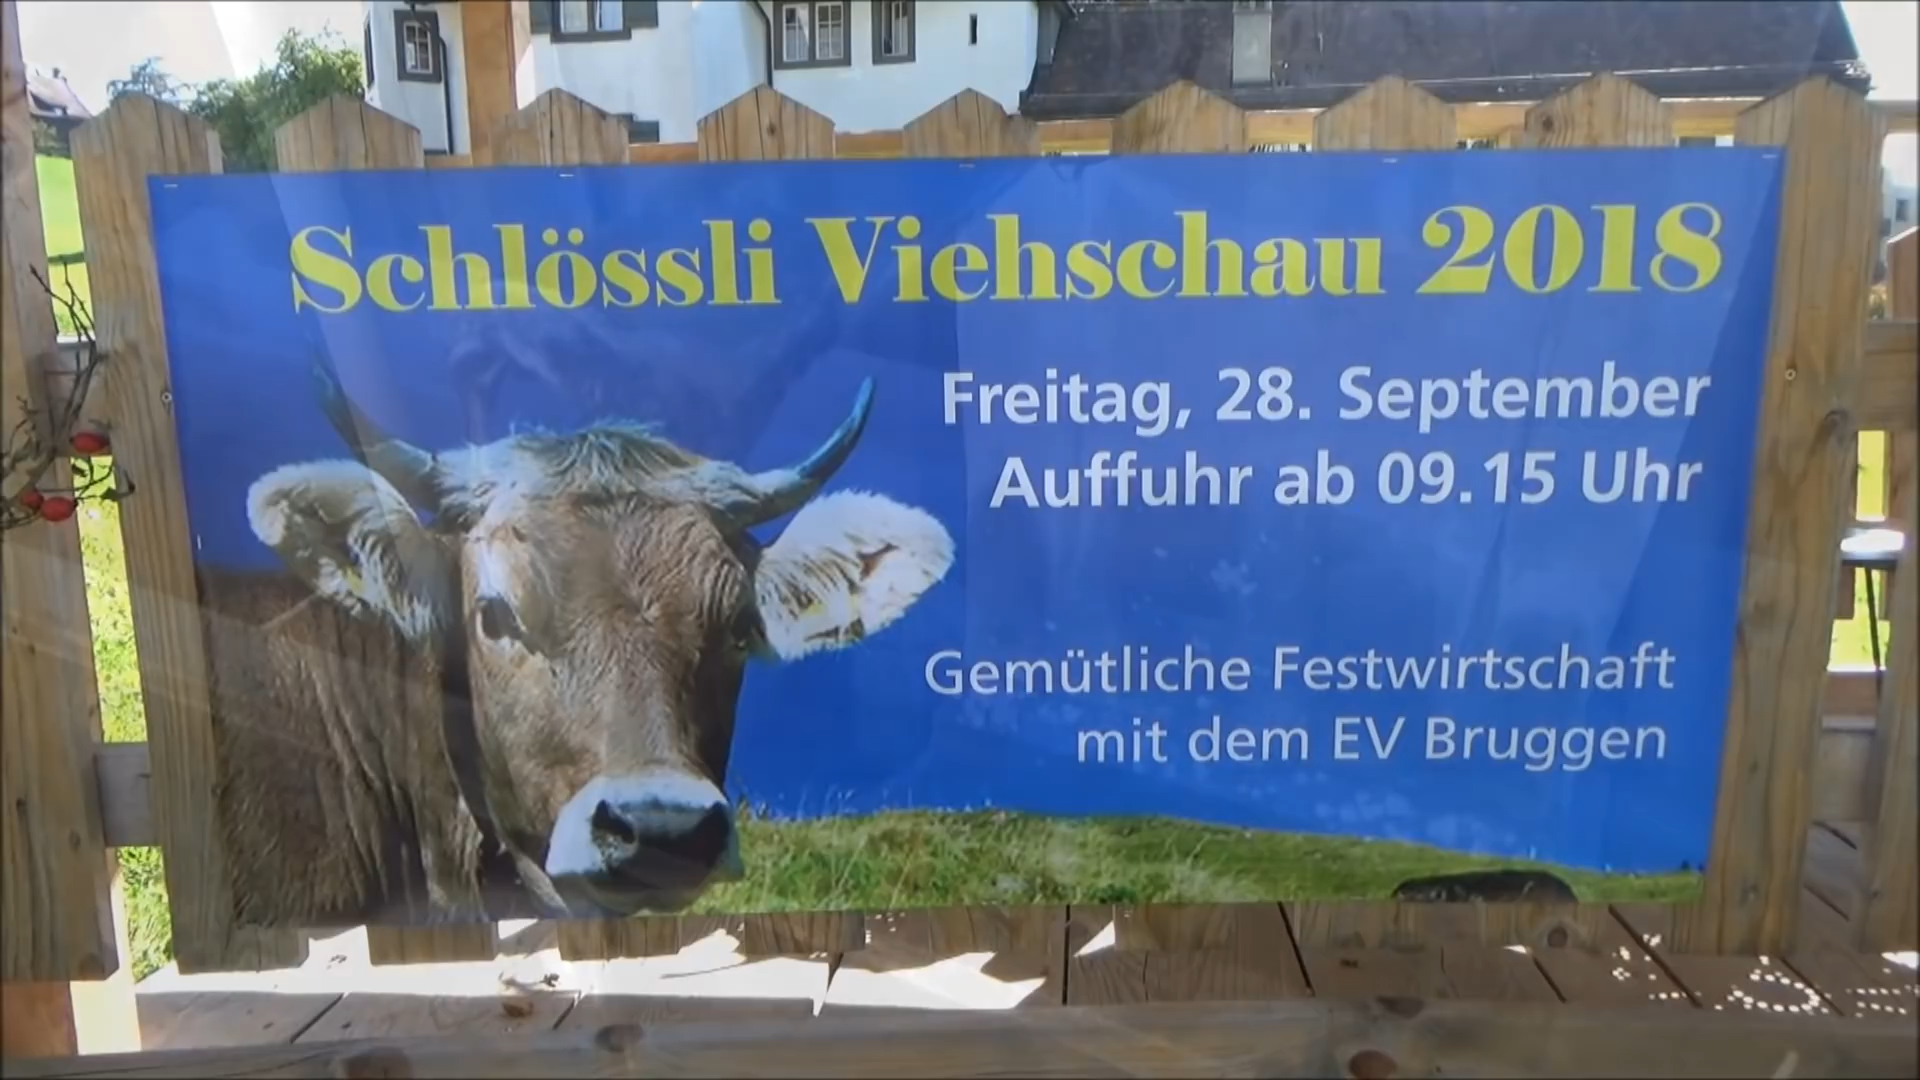 Schlössli Viehschau 2018
Freitag, 28. September
Auffuhr ab 09.15 Uhr
Gemütliche Festwirtschaft
mit dem EV Bruggen